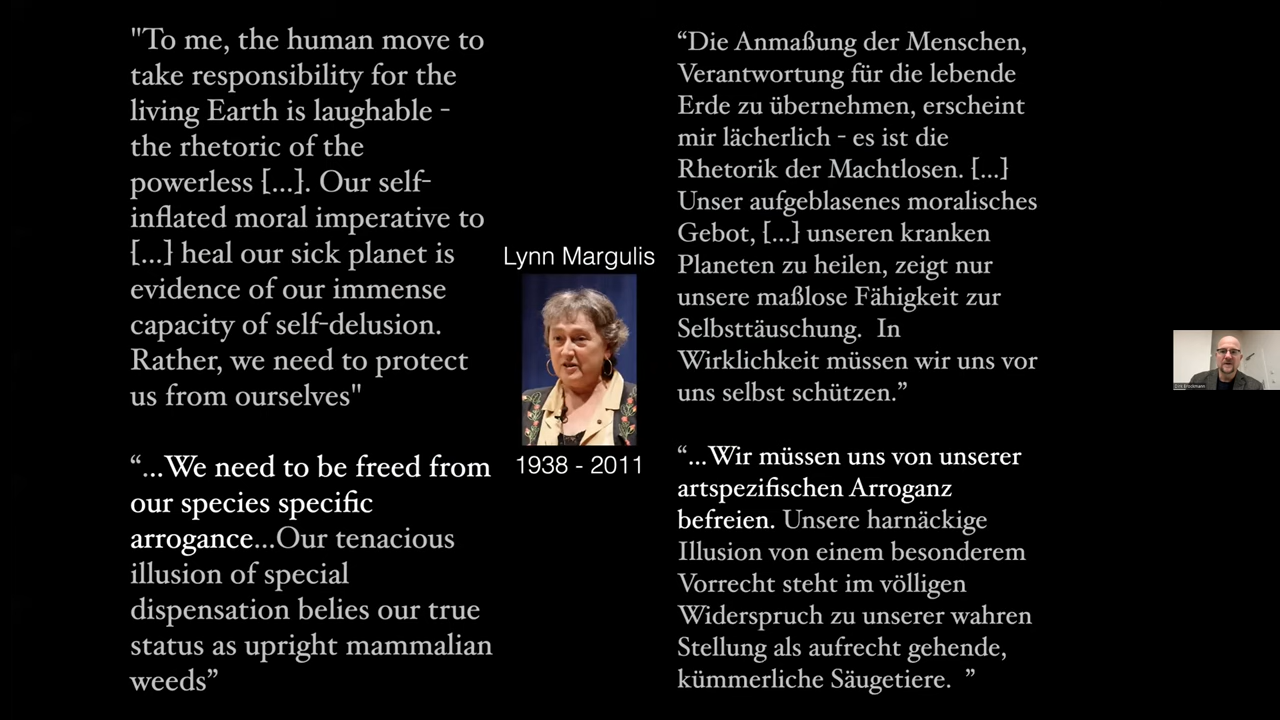 "To me, the human move to
take responsibility for the
living Earth is laughable -
the rhetoric of the
powerless [...]. Our self-
inflated moral imperative to
[...] heal our sick planet is
evidence of our immense
capacity of self-delusion.
Rather, we need to protect
us from ourselves"
“...We need to be freed from
our species specific
arrogance...Our tenacious
illusion of special
dispensation belies our true
status as upright mammalian
weeds”
Lynn Margulis
1938 - 2011
“Die Anmaßung der Menschen,
Verantwortung für die lebende
Erde zu übernehmen, erscheint
mir lächerlich - es ist die
Rhetorik der Machtlosen. [...]
Unser aufgeblasenes moralisches
Gebot, [...] unseren kranken
Planeten zu heilen, zeigt nur
unsere maßlose Fähigkeit zur
Selbsttäuschung. In
Wirklichkeit müssen wir uns vor
uns selbst schützen.”
“...Wir müssen uns von unserer
artspezifischen Arroganz
befreien. Unsere harnäckige
Illusion von einem besonderem
Vorrecht steht im völligen
Widerspruch zu unserer wahren
Stellung als aufrecht gehende,
kümmerliche Säugetiere. ”